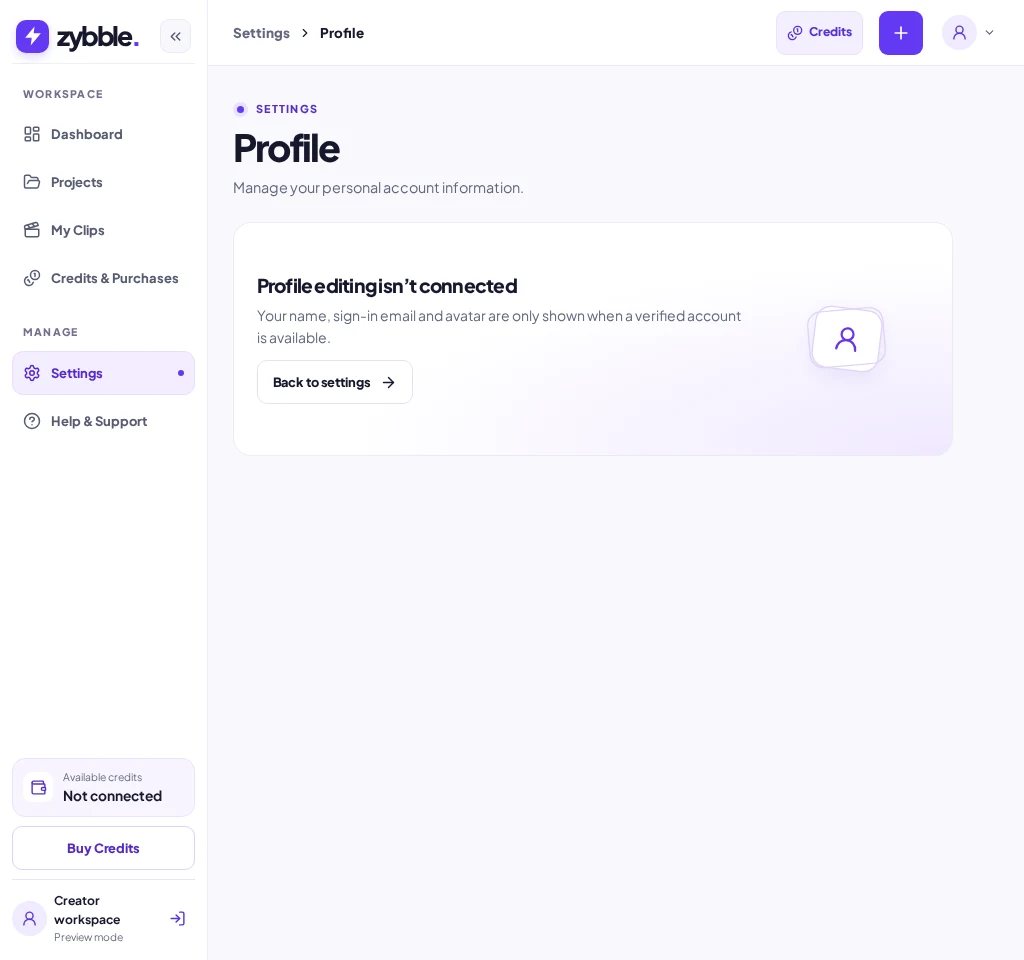 zybble.
Settings > Profile
Credits
WORKSPACE
Dashboard
Projects
My Clips
Credits & Purchases
MANAGE
Settings
Help & Support
Available credits
Not connected
Buy Credits
Creator
workspace
Preview mode
SETTINGS
Profile
Manage your personal account information.
Profile editing isn’t connected
Your name, sign-in email and avatar are only shown when a verified account
is available.
Back to settings